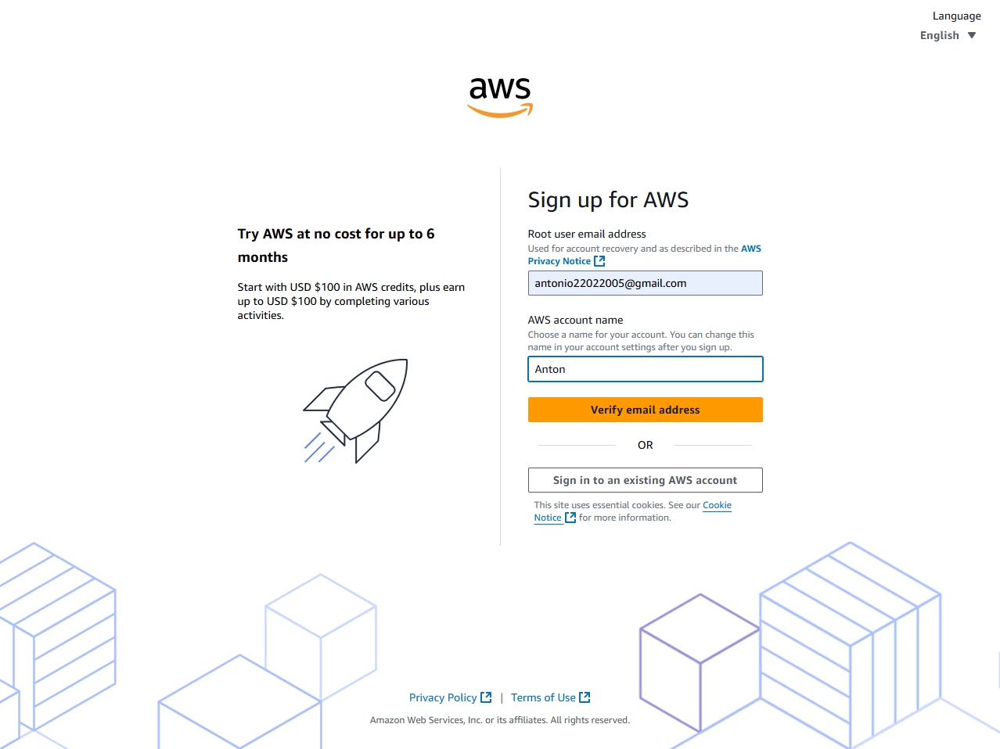 Language
English
aws
Try AWS at no cost for up to 6
months
Start with USD $100 in AWS credits, plus earn
up to USD $100 by completing various
activities.
Sign up for AWS
Root user email address
Used for account recovery and as described in the AWS
Privacy Notice
antonio22022005@gmail.com
AWS account name
Choose a name for your account. You can change this
name in your account settings after you sign up.
Anton
Verify email address
OR
Sign in to an existing AWS account
This site uses essential cookies. See our Cookie
Notice for more information.
Privacy Policy | Terms of Use
Amazon Web Services, Inc. or its affiliates. All rights reserved.